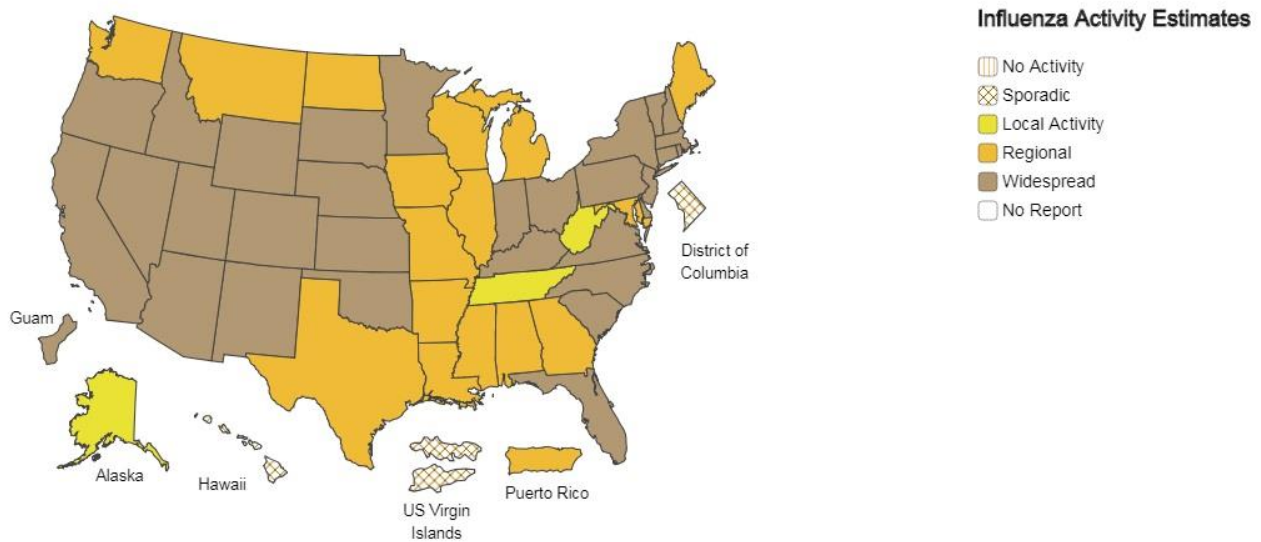 Influenza Activity Estimates
No Activity
Sporadic
Local Activity
Regional
Widespread
No Report
District of
Columbia
Guam
Alaska
Hawaii
US Virgin
Islands
Puerto Rico